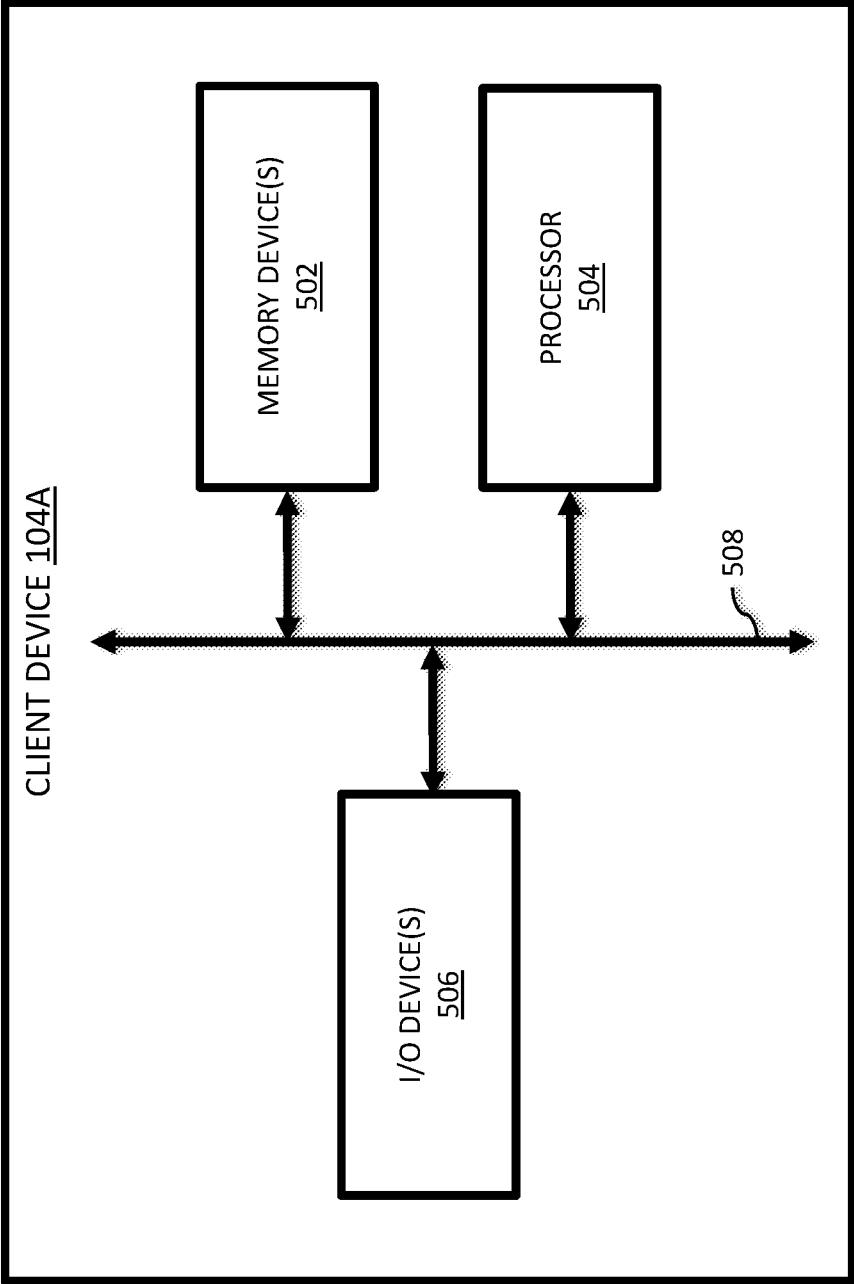 CLIENT DEVICE 104A
I/O DEVICE(S)
506
MEMORY DEVICE(S)
502
PROCESSOR
504
508